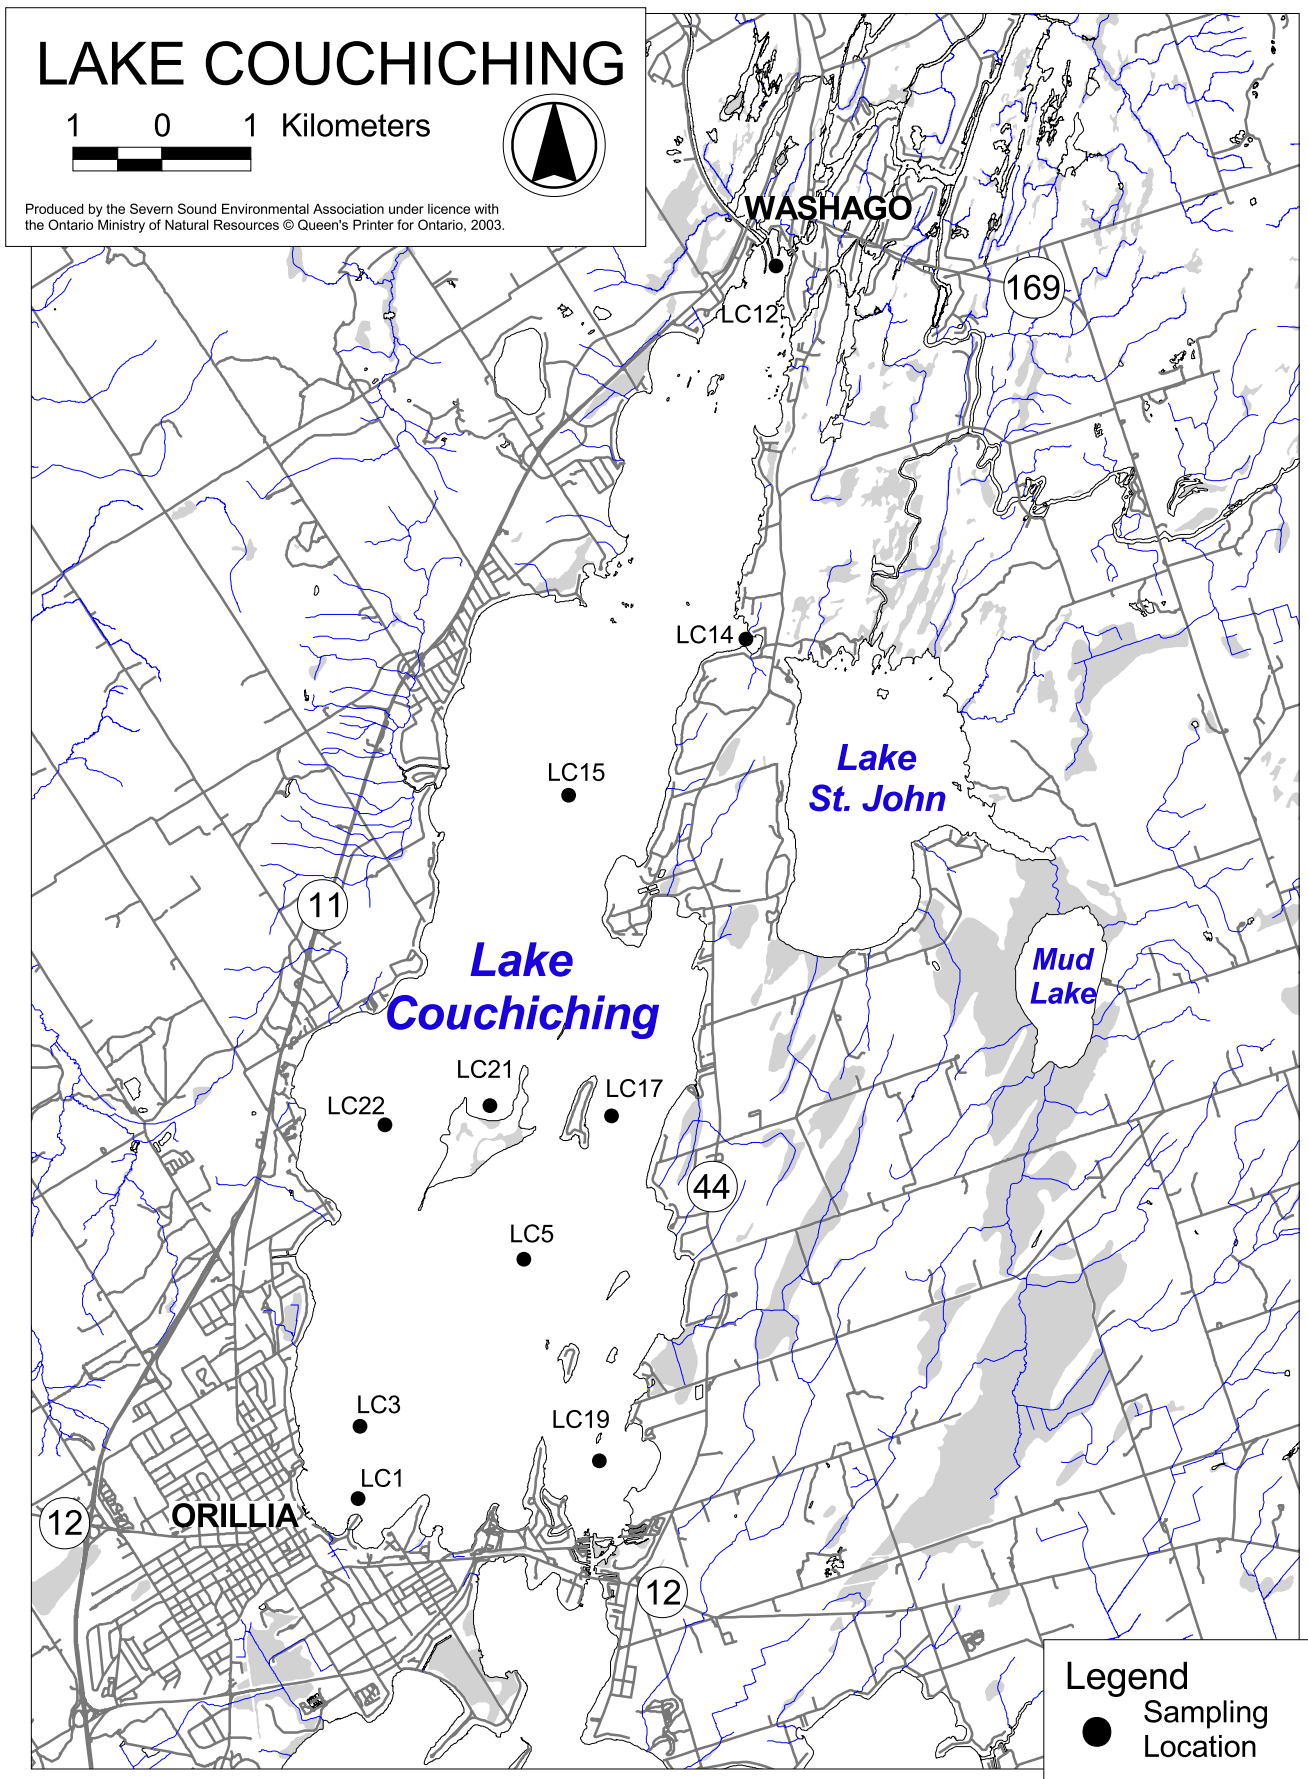 LAKE COUCHICHING
1 0 1 Kilometers
Produced by the Severn Sound Environmental Association under licence with
the Ontario Ministry of Natural Resources © Queen's Printer for Ontario, 2003.
WASHAGO
LC12
169
LC14
Lake
St. John
LC15
11
Lake
Couchiching
Mud
Lake
LC21
LC17
LC22
44
LC5
LC3
LC19
LC1
ORILLIA
12
12
Legend
Sampling
Location